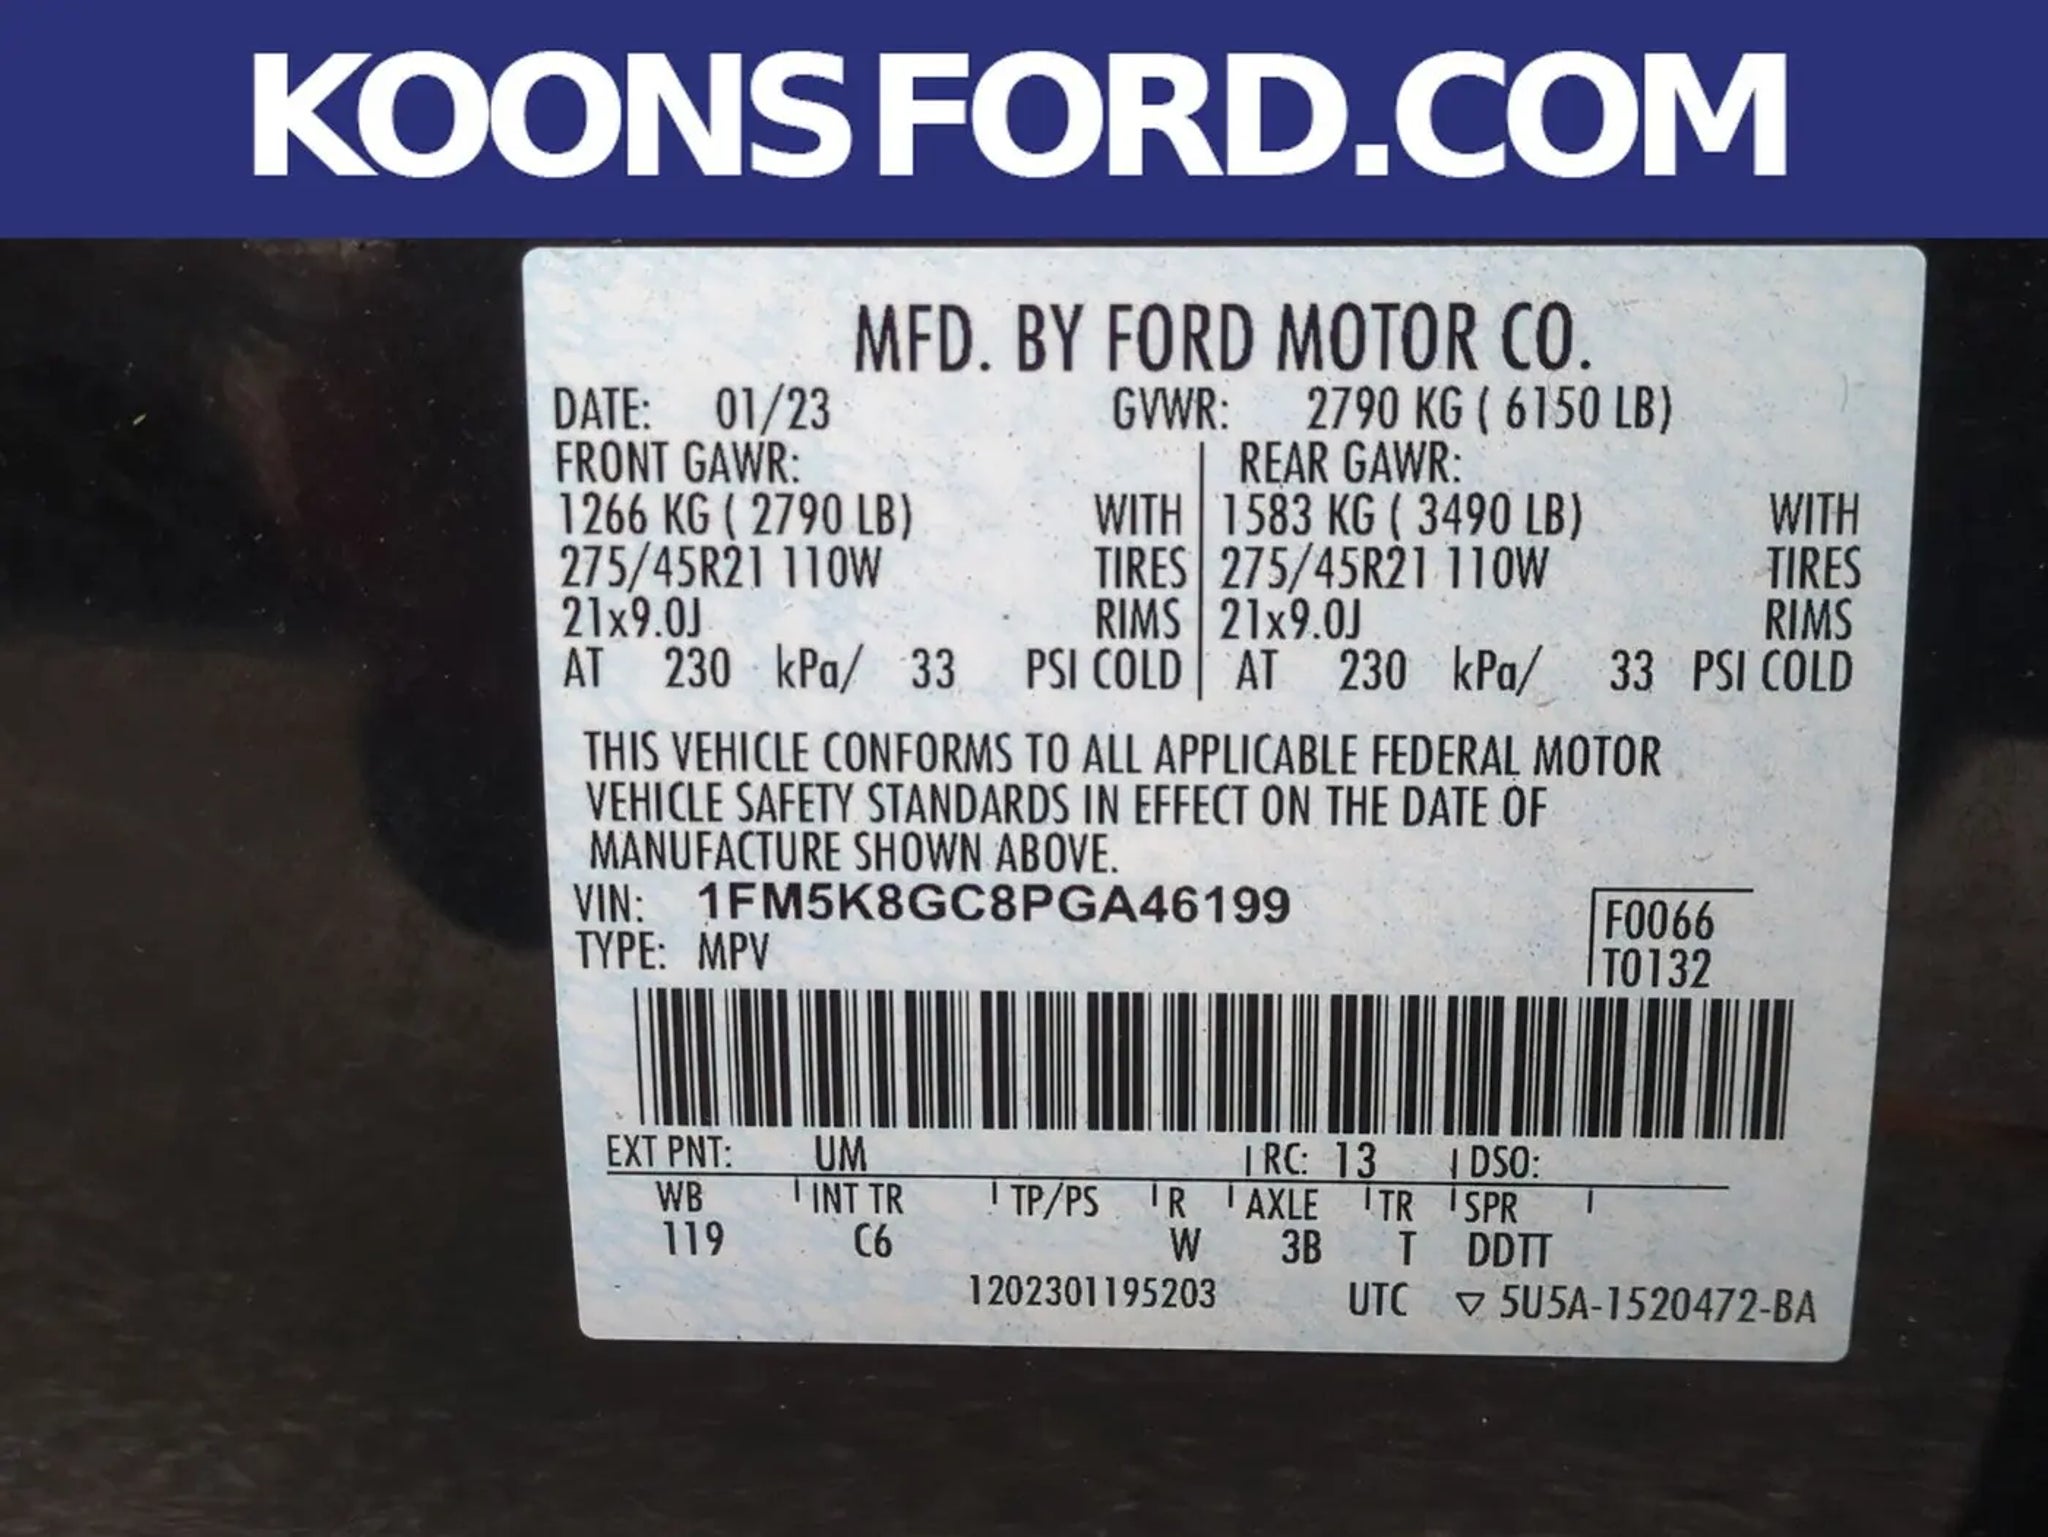 KOONSFORD.COM
MFD. BY FORD MOTOR CO.
DATE: 01/23 GVWR: 2790 KG ( 6150 LB)
FRONT GAWR: REAR GAWR:
1266 KG ( 2790 LB) WITH 1583 KG ( 3490 LB) WITH
275/45R21 110W TIRES 275/45R21 110W TIRES
21x9.0J RIMS 21x9.0J RIMS
AT 230 kPa/ 33 PSI COLD AT 230 kPa/ 33 PSI COLD
THIS VEHICLE CONFORMS TO ALL APPLICABLE FEDERAL MOTOR
VEHICLE SAFETY STANDARDS IN EFFECT ON THE DATE OF
MANUFACTURE SHOWN ABOVE.
VIN: 1FM5K8GC8PGA46199 F0066
TYPE: MPV T0132
EXT PNT: UM RC: 13 DSO:
WB INT TR TP/PS R AXLE TR SPR
119 C6 W 3B T DDTT
1202301195203 UTC ▽ 5U5A-1520472-BA